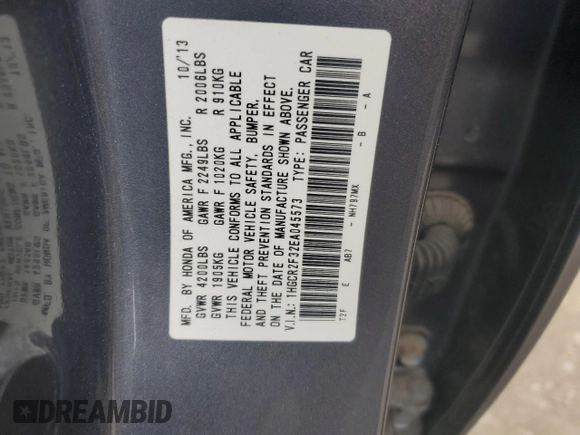 MFD. BY HONDA OF AMERICA MFG., INC. 10/'13
GVWR 4200LBS GAWR F 2249LBS R 2006LBS
GVWR 1905KG GAWR F 1020KG R 910KG
THIS VEHICLE CONFORMS TO ALL APPLICABLE
FEDERAL MOTOR VEHICLE SAFETY, BUMPER,
AND THEFT PREVENTION STANDARDS IN EFFECT
ON THE DATE OF MANUFACTURE SHOWN ABOVE.
V.I.N.: 1HGCR2F32EA045573 TYPE: PASSENGER CAR
T2F E AB7 - NH797MX - B - A
DREAMBID